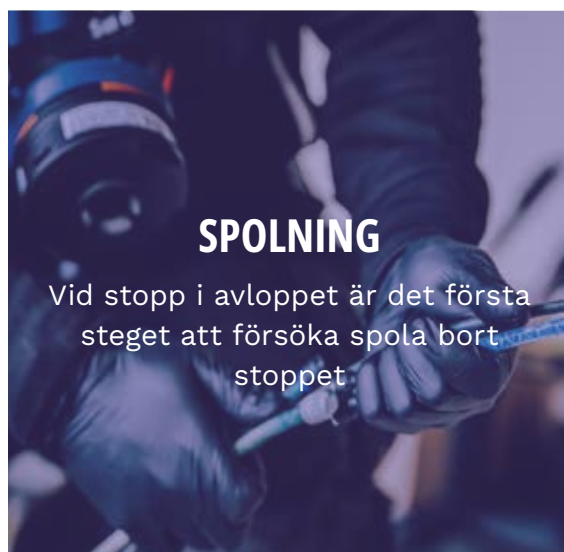 SPOLNING
Vid stopp i avloppet är det första
steget att försöka spola bort
stoppet